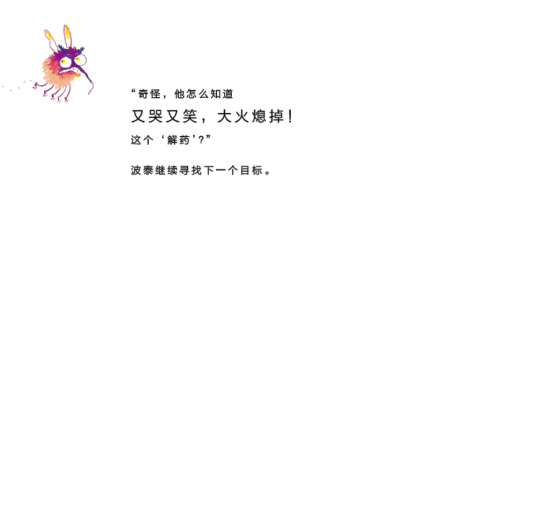 “奇怪，他怎么知道
又哭又笑，大火熄掉！
这个‘解药’？”
波泰继续寻找下一个目标。